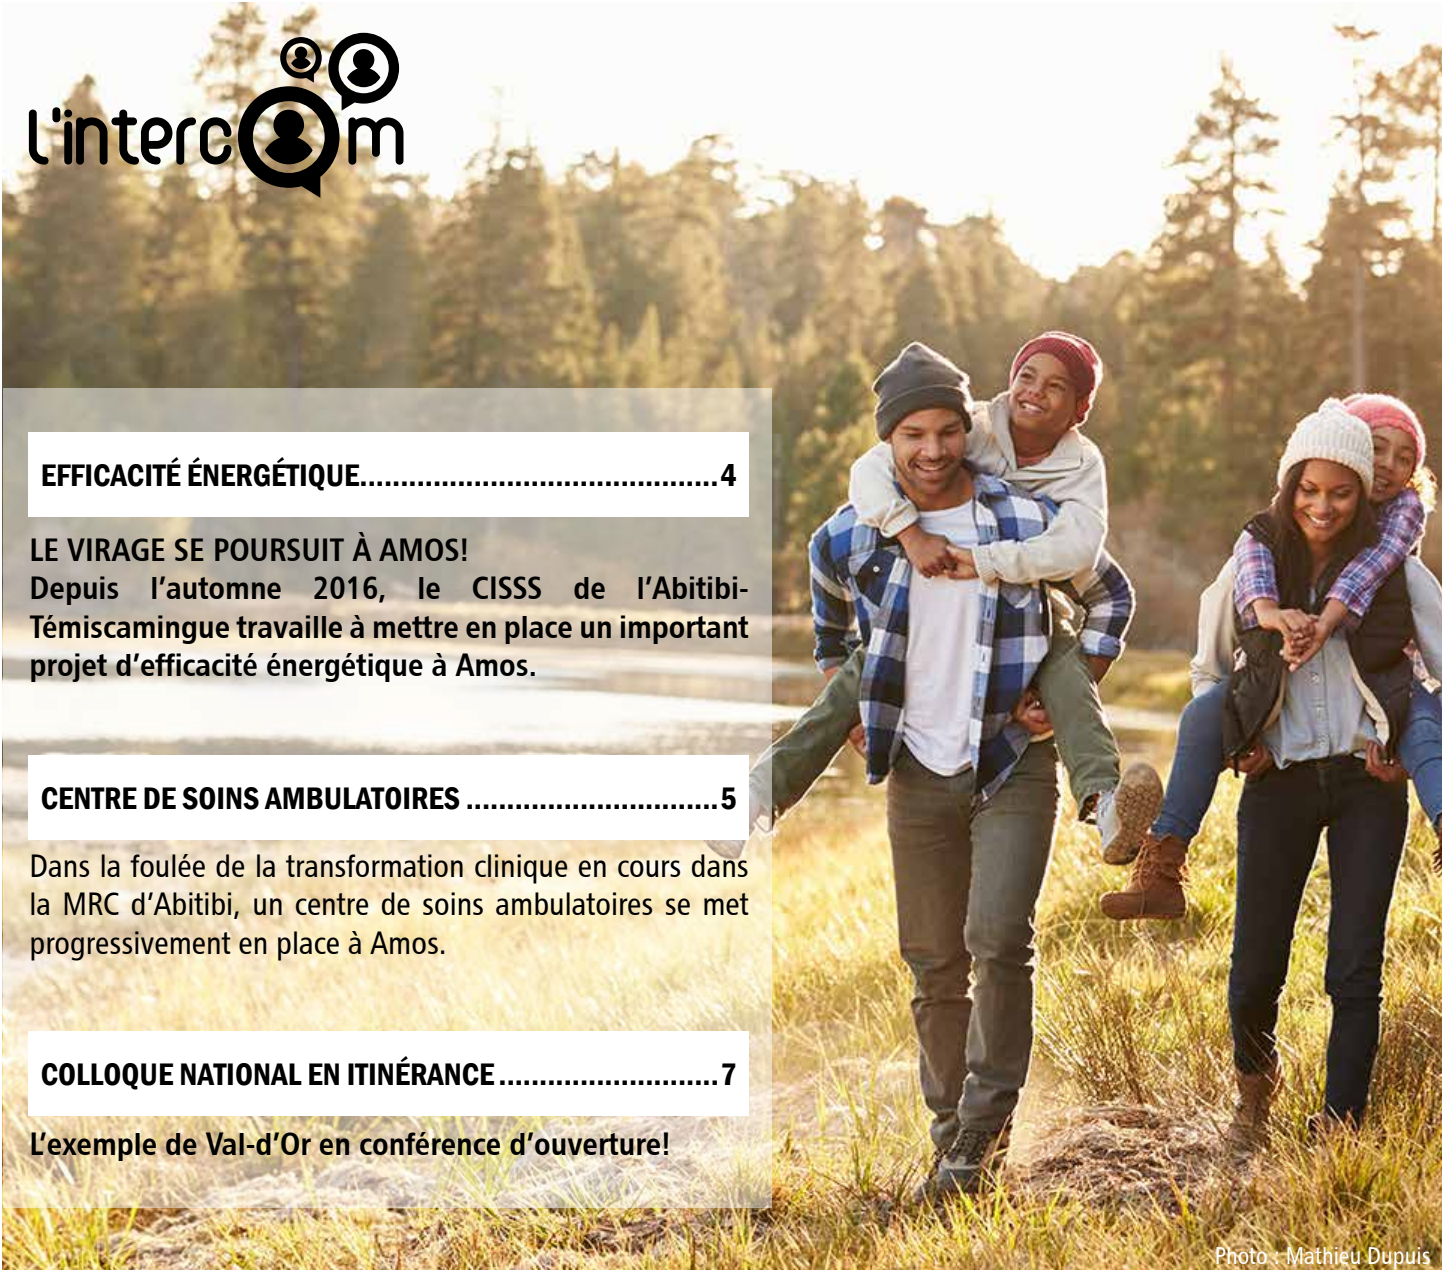 l'intercom
EFFICACITÉ ÉNERGÉTIQUE............................................4
LE VIRAGE SE POURSUIT À AMOS!
Depuis l’automne 2016, le CISSS de l’Abitibi-
Témiscamingue travaille à mettre en place un important
projet d’efficacité énergétique à Amos.
CENTRE DE SOINS AMBULATOIRES ...............................5
Dans la foulée de la transformation clinique en cours dans
la MRC d’Abitibi, un centre de soins ambulatoires se met
progressivement en place à Amos.
COLLOQUE NATIONAL EN ITINÉRANCE...........................7
L’exemple de Val-d’Or en conférence d’ouverture!
Photo : Mathieu Dupuis